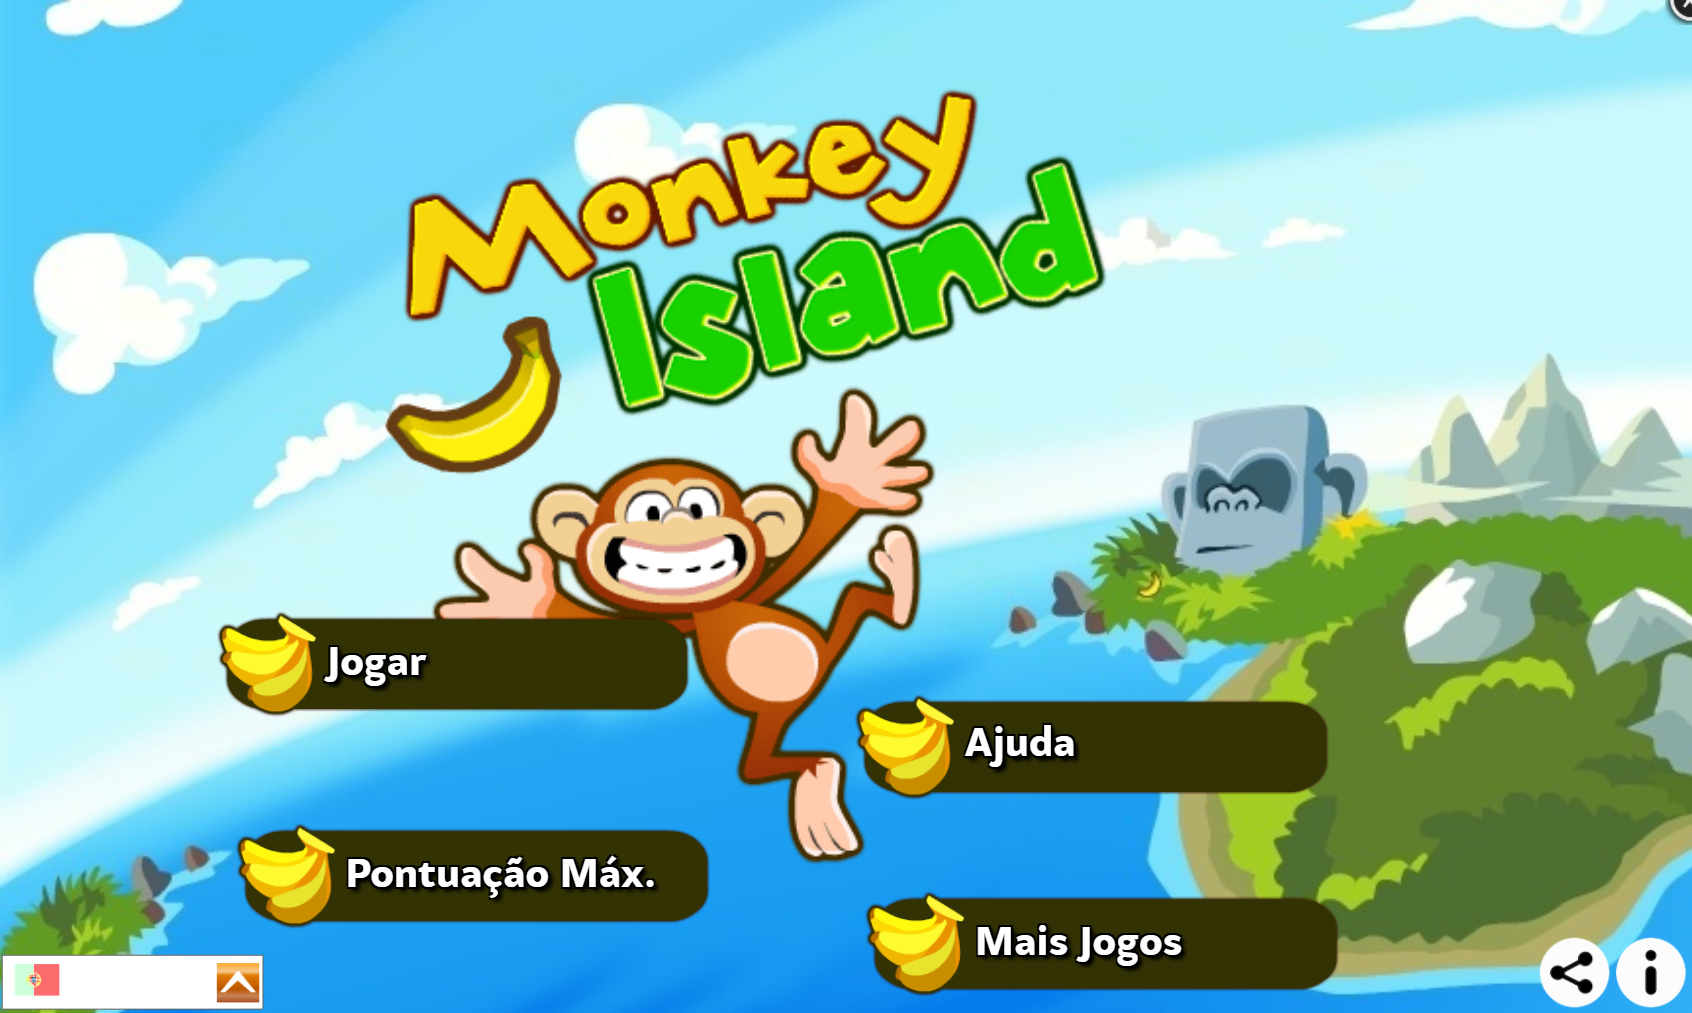 Monkey
Island
Jogar
Ajuda
Pontuação Máx.
Mais Jogos